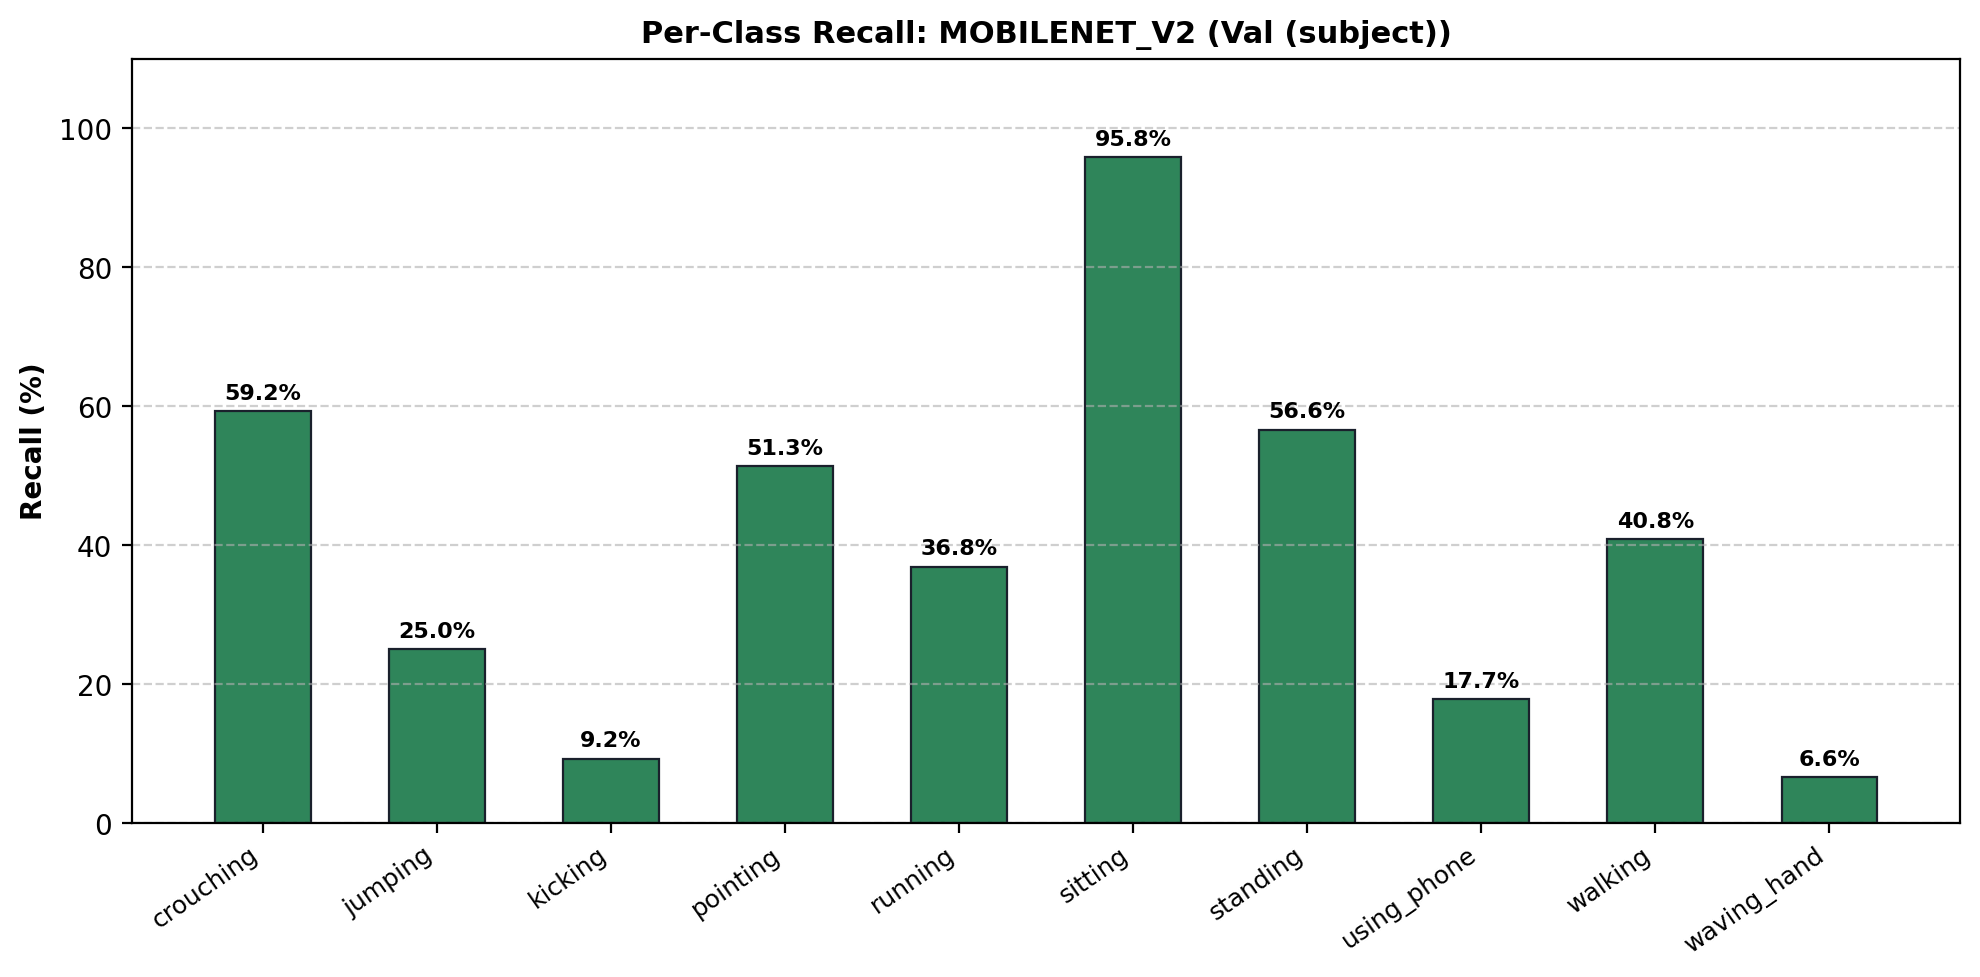 Per-Class Recall: MOBILENET_V2 (Val (subject))
Recall (%)
100
80
60
40
20
0
59.2%
25.0%
9.2%
51.3%
36.8%
95.8%
56.6%
17.7%
40.8%
6.6%
crouching
jumping
kicking
pointing
running
sitting
standing
using_phone
walking
waving_hand